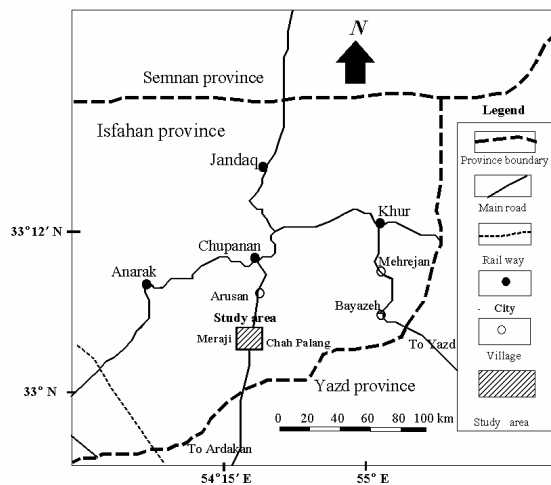 N
Semnan province
Isfahan province
Jandaq
33° 12' N
Khur
Chupanan
Mehrejan
Anarak
Arusan
Bayazeh
Study area
Meraji
Chah Palang
To Yazd
33° N
Yazd province
0 20 40 60 80 100 km
To Ardakan
54° 15' E
55° E
Legend
Province boundary
Main road
Rail way
City
Village
Study area